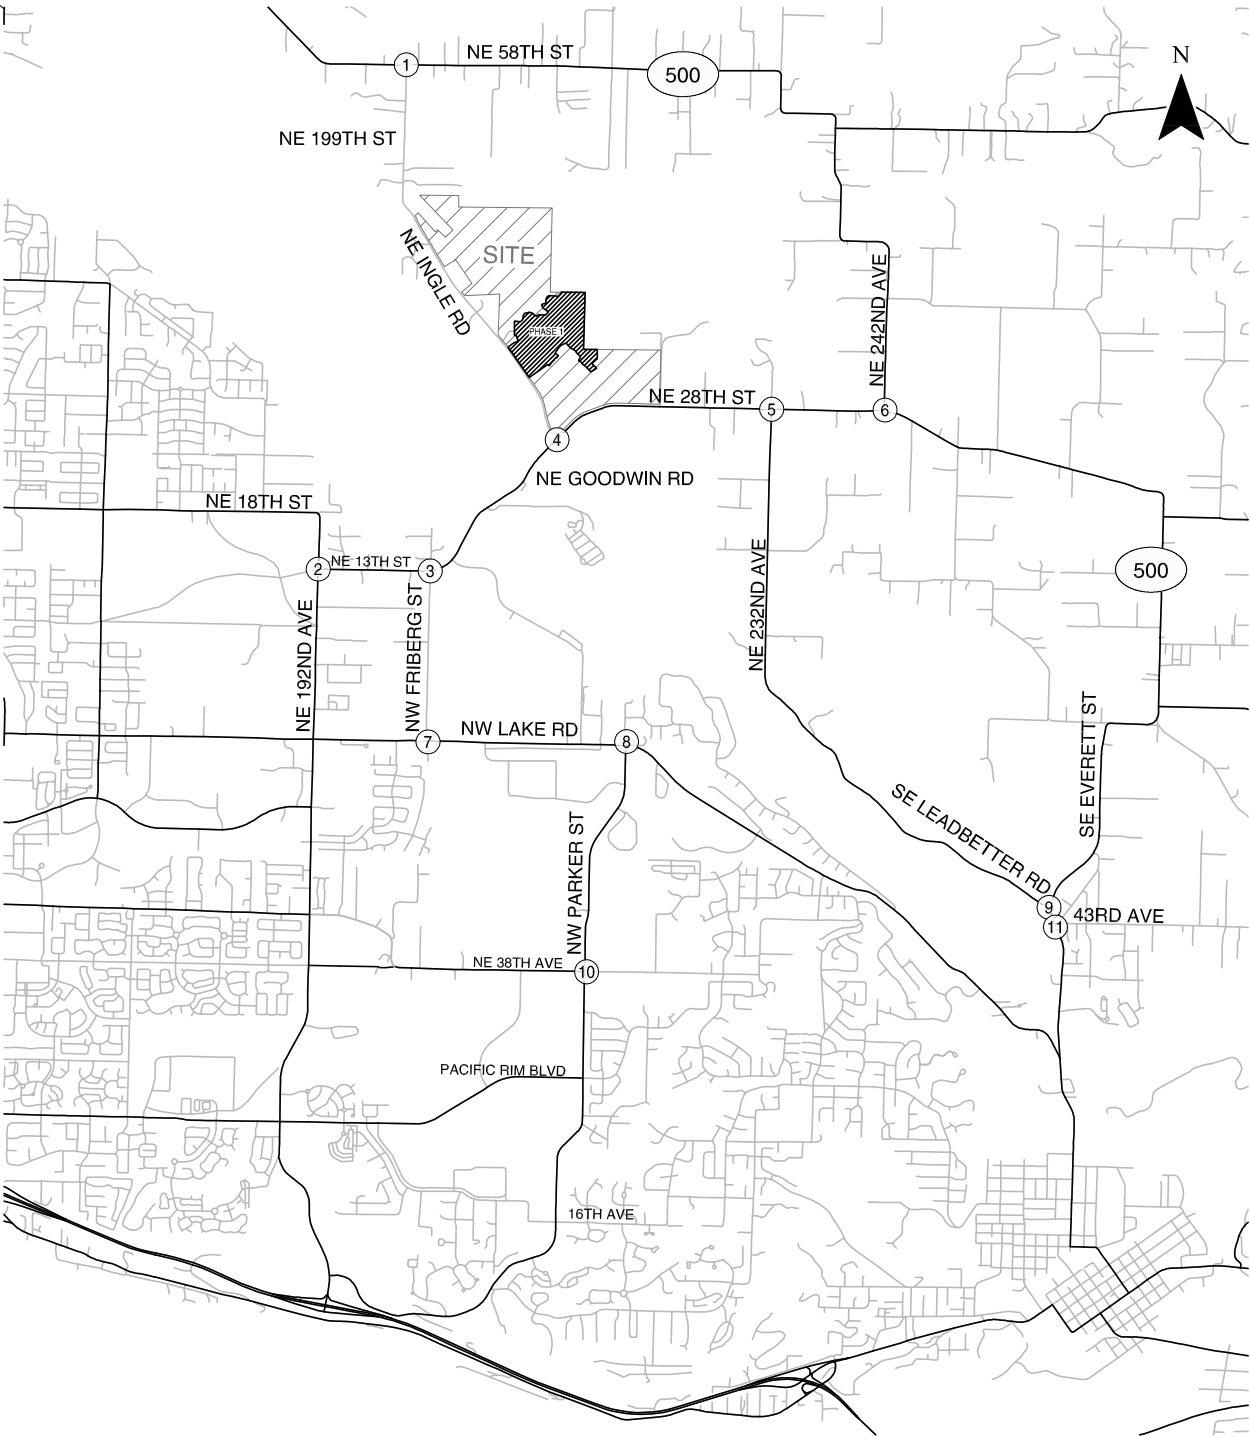 NE 58TH ST
1
500
N
NE 199TH ST
SITE
NE INGLE RD
NE 242ND AVE
PHASE 1
NE 28TH ST
5
6
4
NE GOODWIN RD
NE 18TH ST
NE 13TH ST
2
3
500
NE 192ND AVE
NW FRIBERG ST
NE 232ND AVE
NW LAKE RD
7
8
SE EVERETT ST
SE LEADBETTER RD
NW PARKER ST
9
43RD AVE
11
NE 38TH AVE
10
PACIFIC RIM BLVD
16TH AVE